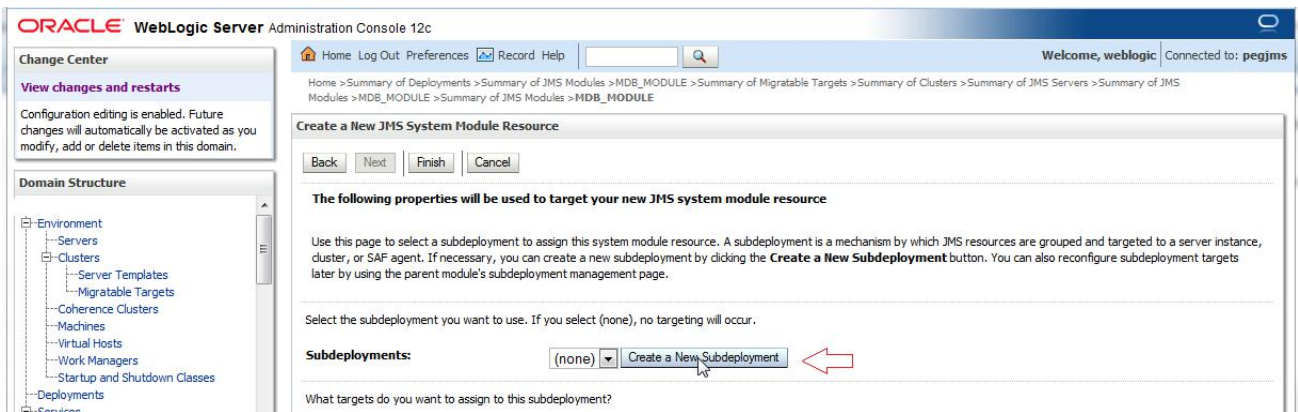 ORACLE WebLogic Server Administration Console 12c
Change Center
View changes and restarts
Configuration editing is enabled. Future
changes will automatically be activated as you
modify, add or delete items in this domain.
Domain Structure
Environment
Servers
Clusters
Server Templates
Migratable Targets
Coherence Clusters
Machines
Virtual Hosts
Work Managers
Startup and Shutdown Classes
Deployments
Services
Home Log Out Preferences Record Help
Welcome, weblogic Connected to: pegjms
Home >Summary of Deployments >Summary of JMS Modules >MDB_MODULE >Summary of Migratable Targets >Summary of Clusters >Summary of JMS Servers >Summary of JMS
Modules >MDB_MODULE >Summary of JMS Modules >MDB_MODULE
Create a New JMS System Module Resource
Back Next Finish Cancel
The following properties will be used to target your new JMS system module resource
Use this page to select a subdeployment to assign this system module resource. A subdeployment is a mechanism by which JMS resources are grouped and targeted to a server instance,
cluster, or SAF agent. If necessary, you can create a new subdeployment by clicking the Create a New Subdeployment button. You can also reconfigure subdeployment targets
later by using the parent module's subdeployment management page.
Select the subdeployment you want to use. If you select (none), no targeting will occur.
Subdeployments: (none) Create a New Subdeployment
What targets do you want to assign to this subdeployment?